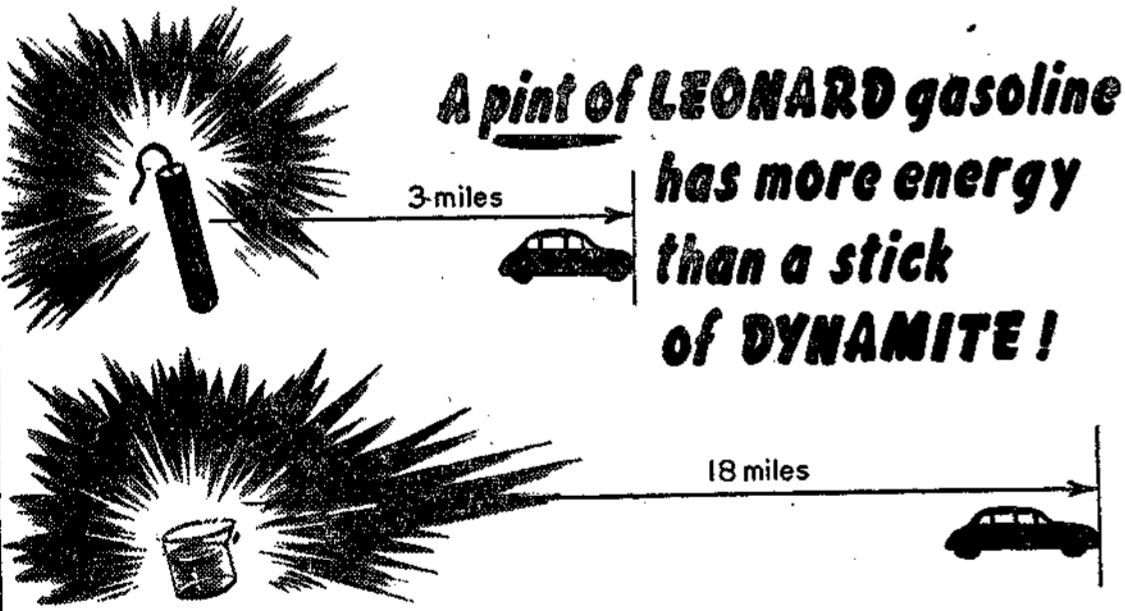 A pint of LEONARD gasoline
has more energy
than a stick
of DYNAMITE!
3 miles
18 miles